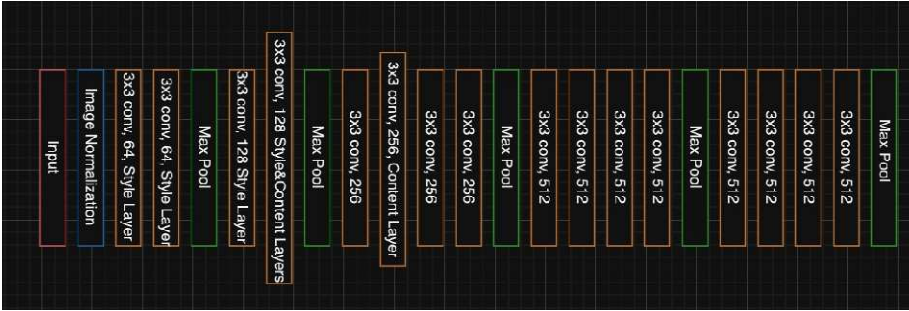 Input
Image Normalization
3x3 conv, 64, Style Layer
3x3 conv, 64, Style Layer
Max Pool
3x3 conv, 128 Style Layer
3x3 conv, 128 Style&Content Layers
Max Pool
3x3 conv, 256
3x3 conv, 256, Content Layer
3x3 conv, 256
3x3 conv, 256
Max Pool
3x3 conv, 512
3x3 conv, 512
3x3 conv, 512
3x3 conv, 512
Max Pool
3x3 conv, 512
3x3 conv, 512
3x3 conv, 512
3x3 conv, 512
Max Pool